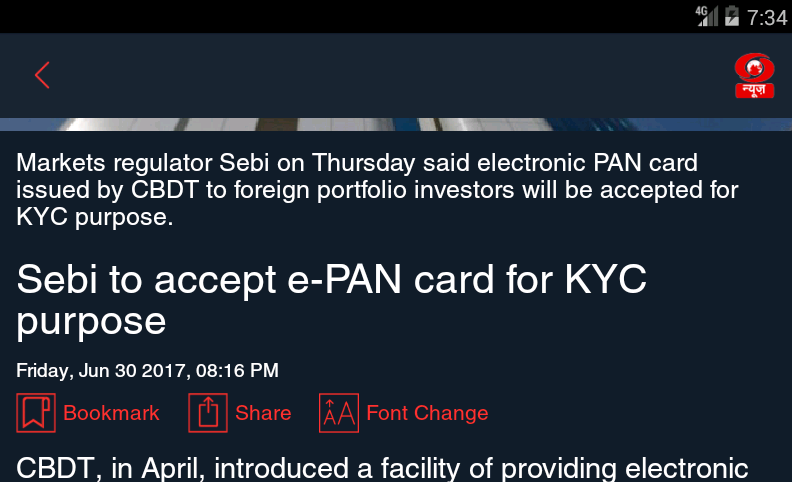 4G 7:34
न्यूज़
Markets regulator Sebi on Thursday said electronic PAN card
issued by CBDT to foreign portfolio investors will be accepted for
KYC purpose.
Sebi to accept e-PAN card for KYC
purpose
Friday, Jun 30 2017, 08:16 PM
Bookmark Share AA Font Change
CBDT, in April, introduced a facility of providing electronic